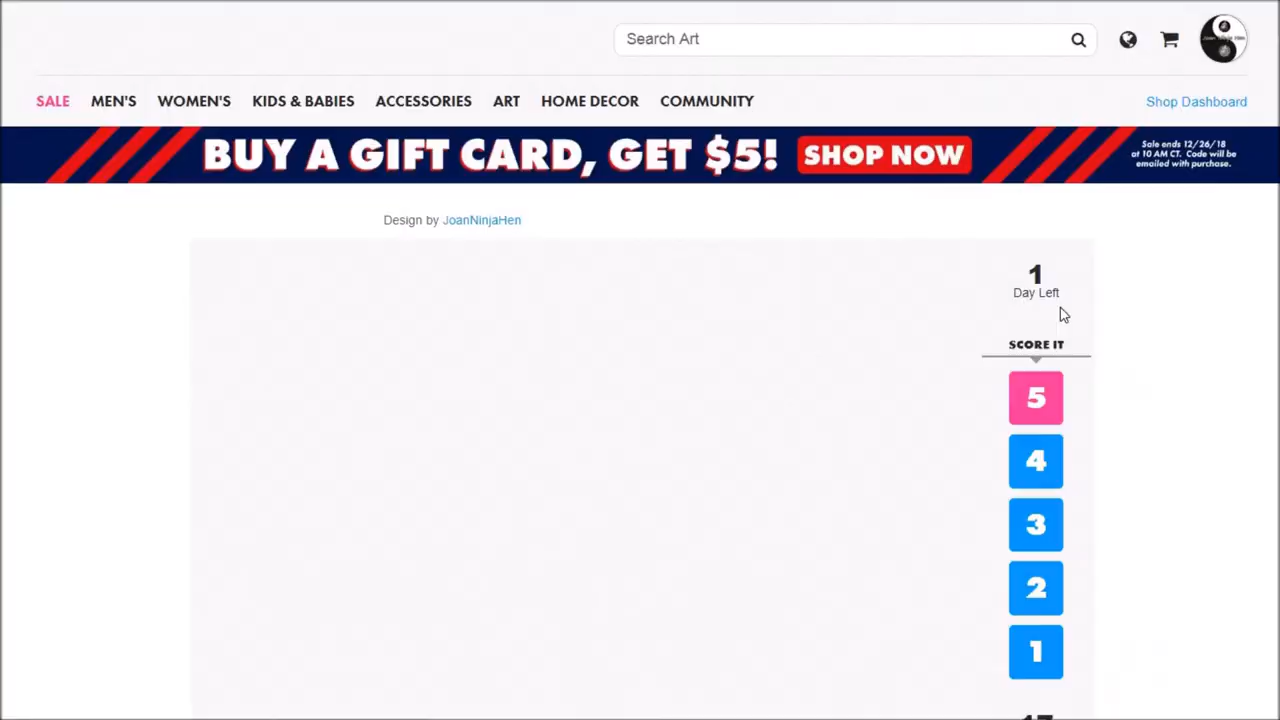 Search Art
SALE MEN'S WOMEN'S KIDS & BABIES ACCESSORIES ART HOME DECOR COMMUNITY Shop Dashboard
BUY A GIFT CARD, GET $5! SHOP NOW
Sale ends 12/26/18
at 10 AM CT. Code will be
emailed with purchase.
Design by JoanNinjaHen
1
Day Left
SCORE IT
5
4
3
2
1